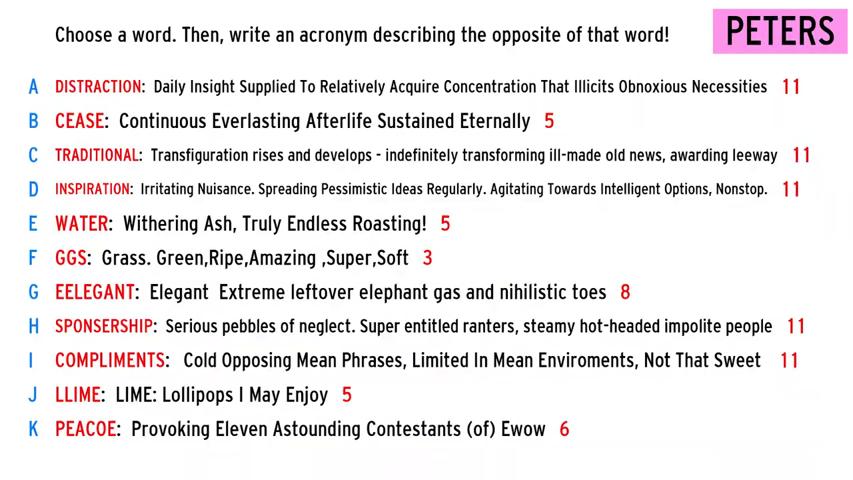 Choose a word. Then, write an acronym describing the opposite of that word!
PETERS
A DISTRACTION: Daily Insight Supplied To Relatively Acquire Concentration That Illicits Obnoxious Necessities 11
B CEASE: Continuous Everlasting Afterlife Sustained Eternally 5
C TRADITIONAL: Transfiguration rises and develops - indefinitely transforming ill-made old news, awarding leeway 11
D INSPIRATION: Irritating Nuisance. Spreading Pessimistic Ideas Regularly. Agitating Towards Intelligent Options, Nonstop. 11
E WATER: Withering Ash, Truly Endless Roasting! 5
F GGS: Grass. Green,Ripe,Amazing ,Super,Soft 3
G EELEGANT: Elegant Extreme leftover elephant gas and nihilistic toes 8
H SPONSERSHIP: Serious pebbles of neglect. Super entitled ranters, steamy hot-headed impolite people 11
I COMPLIMENTS: Cold Opposing Mean Phrases, Limited In Mean Enviroments, Not That Sweet 11
J LLIME: LIME: Lollipops I May Enjoy 5
K PEACOE: Provoking Eleven Astounding Contestants (of) Ewow 6